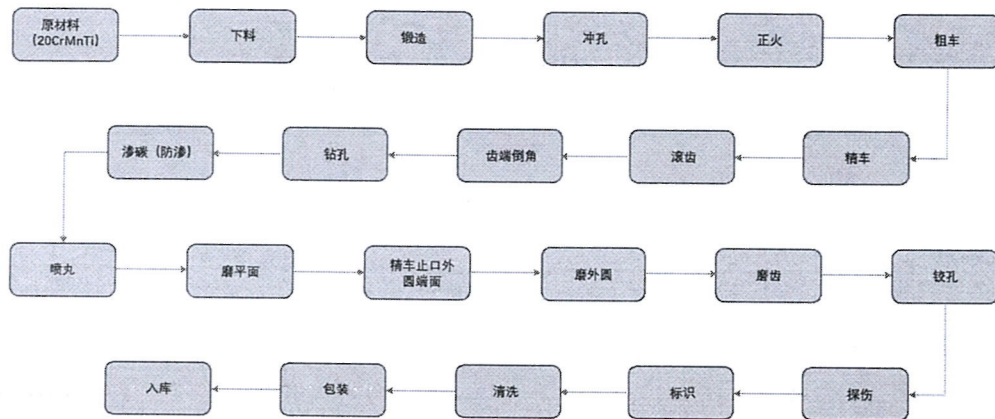 原材料
(20CrMnTi)
下料
锻造
冲孔
正火
粗车
精车
滚齿
齿端倒角
钻孔
渗碳（防渗）
喷丸
磨平面
精车止口外
圆端面
磨外圆
磨齿
铰孔
探伤
标识
清洗
包装
入库